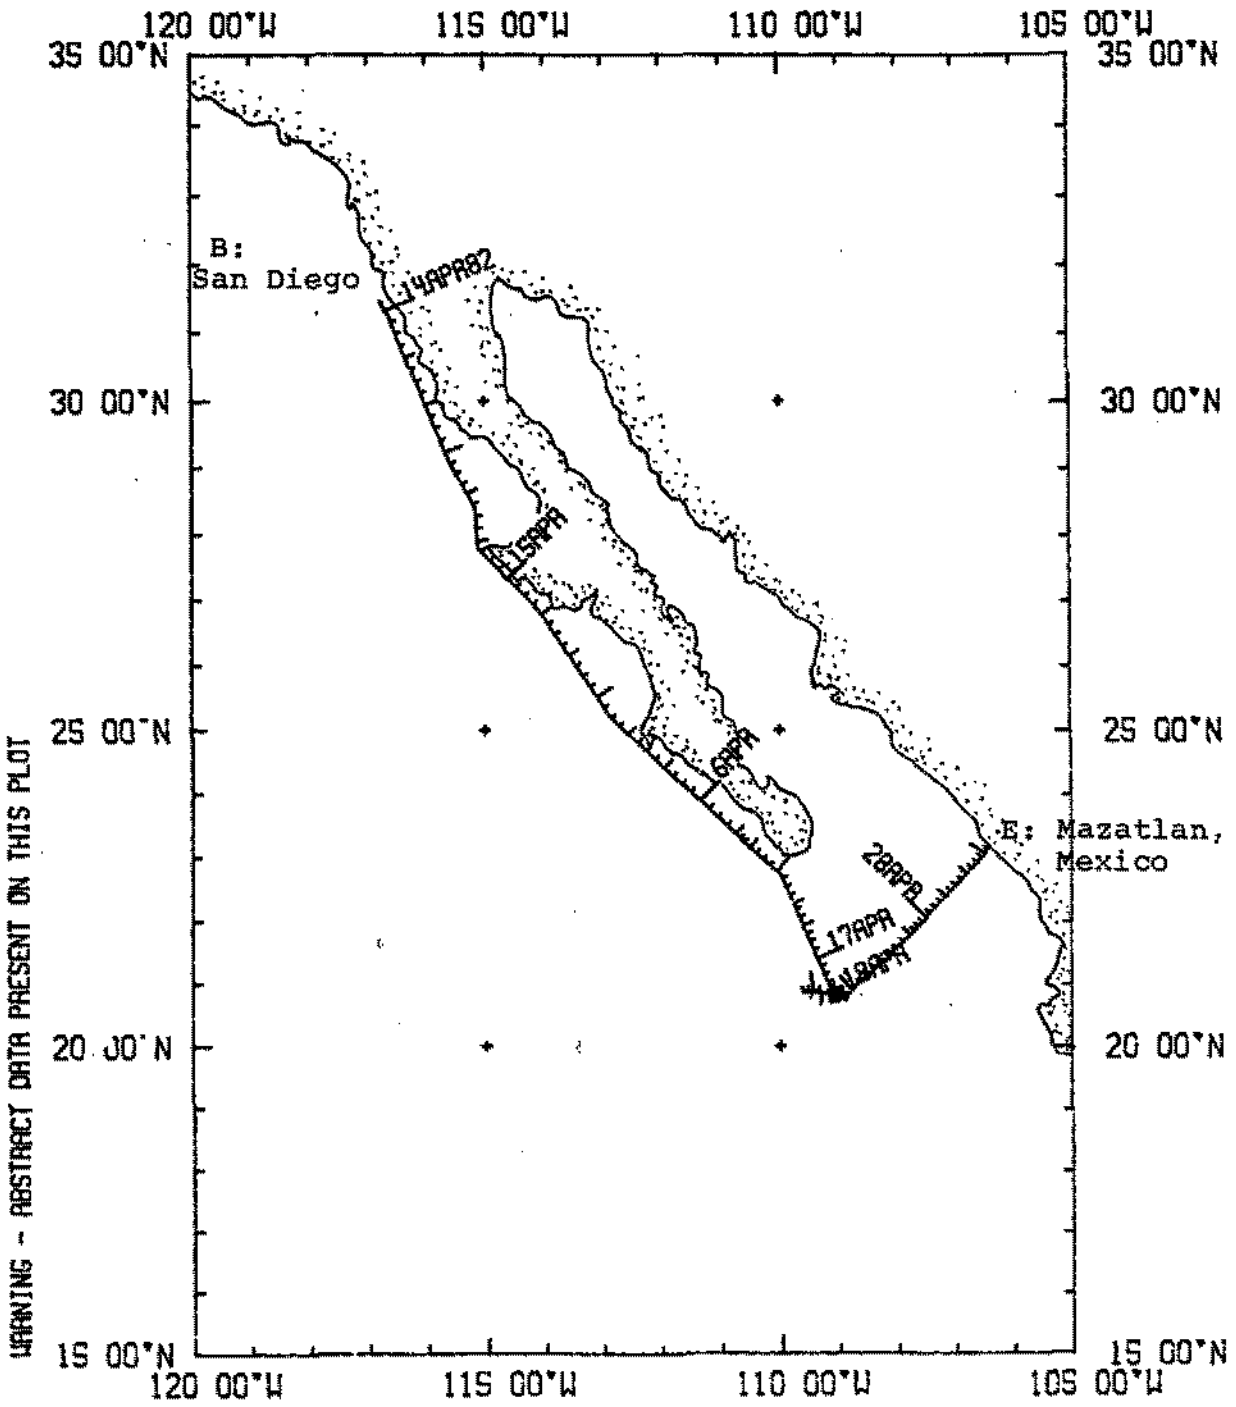 120 00°W 115 00°W 110 00°W 105 00°W
35 00°N 35 00°N
B:
San Diego
14APR82
30 00°N 30 00°N
15APR
25 00°N 25 00°N
16APR
E: Mazatlan,
Mexico
28APR
17APR
18APR
20 00°N 20 00°N
15 00°N 15 00°N
120 00°W 115 00°W 110 00°W 105 00°W
WARNING - ABSTRACT DATA PRESENT ON THIS PLOT